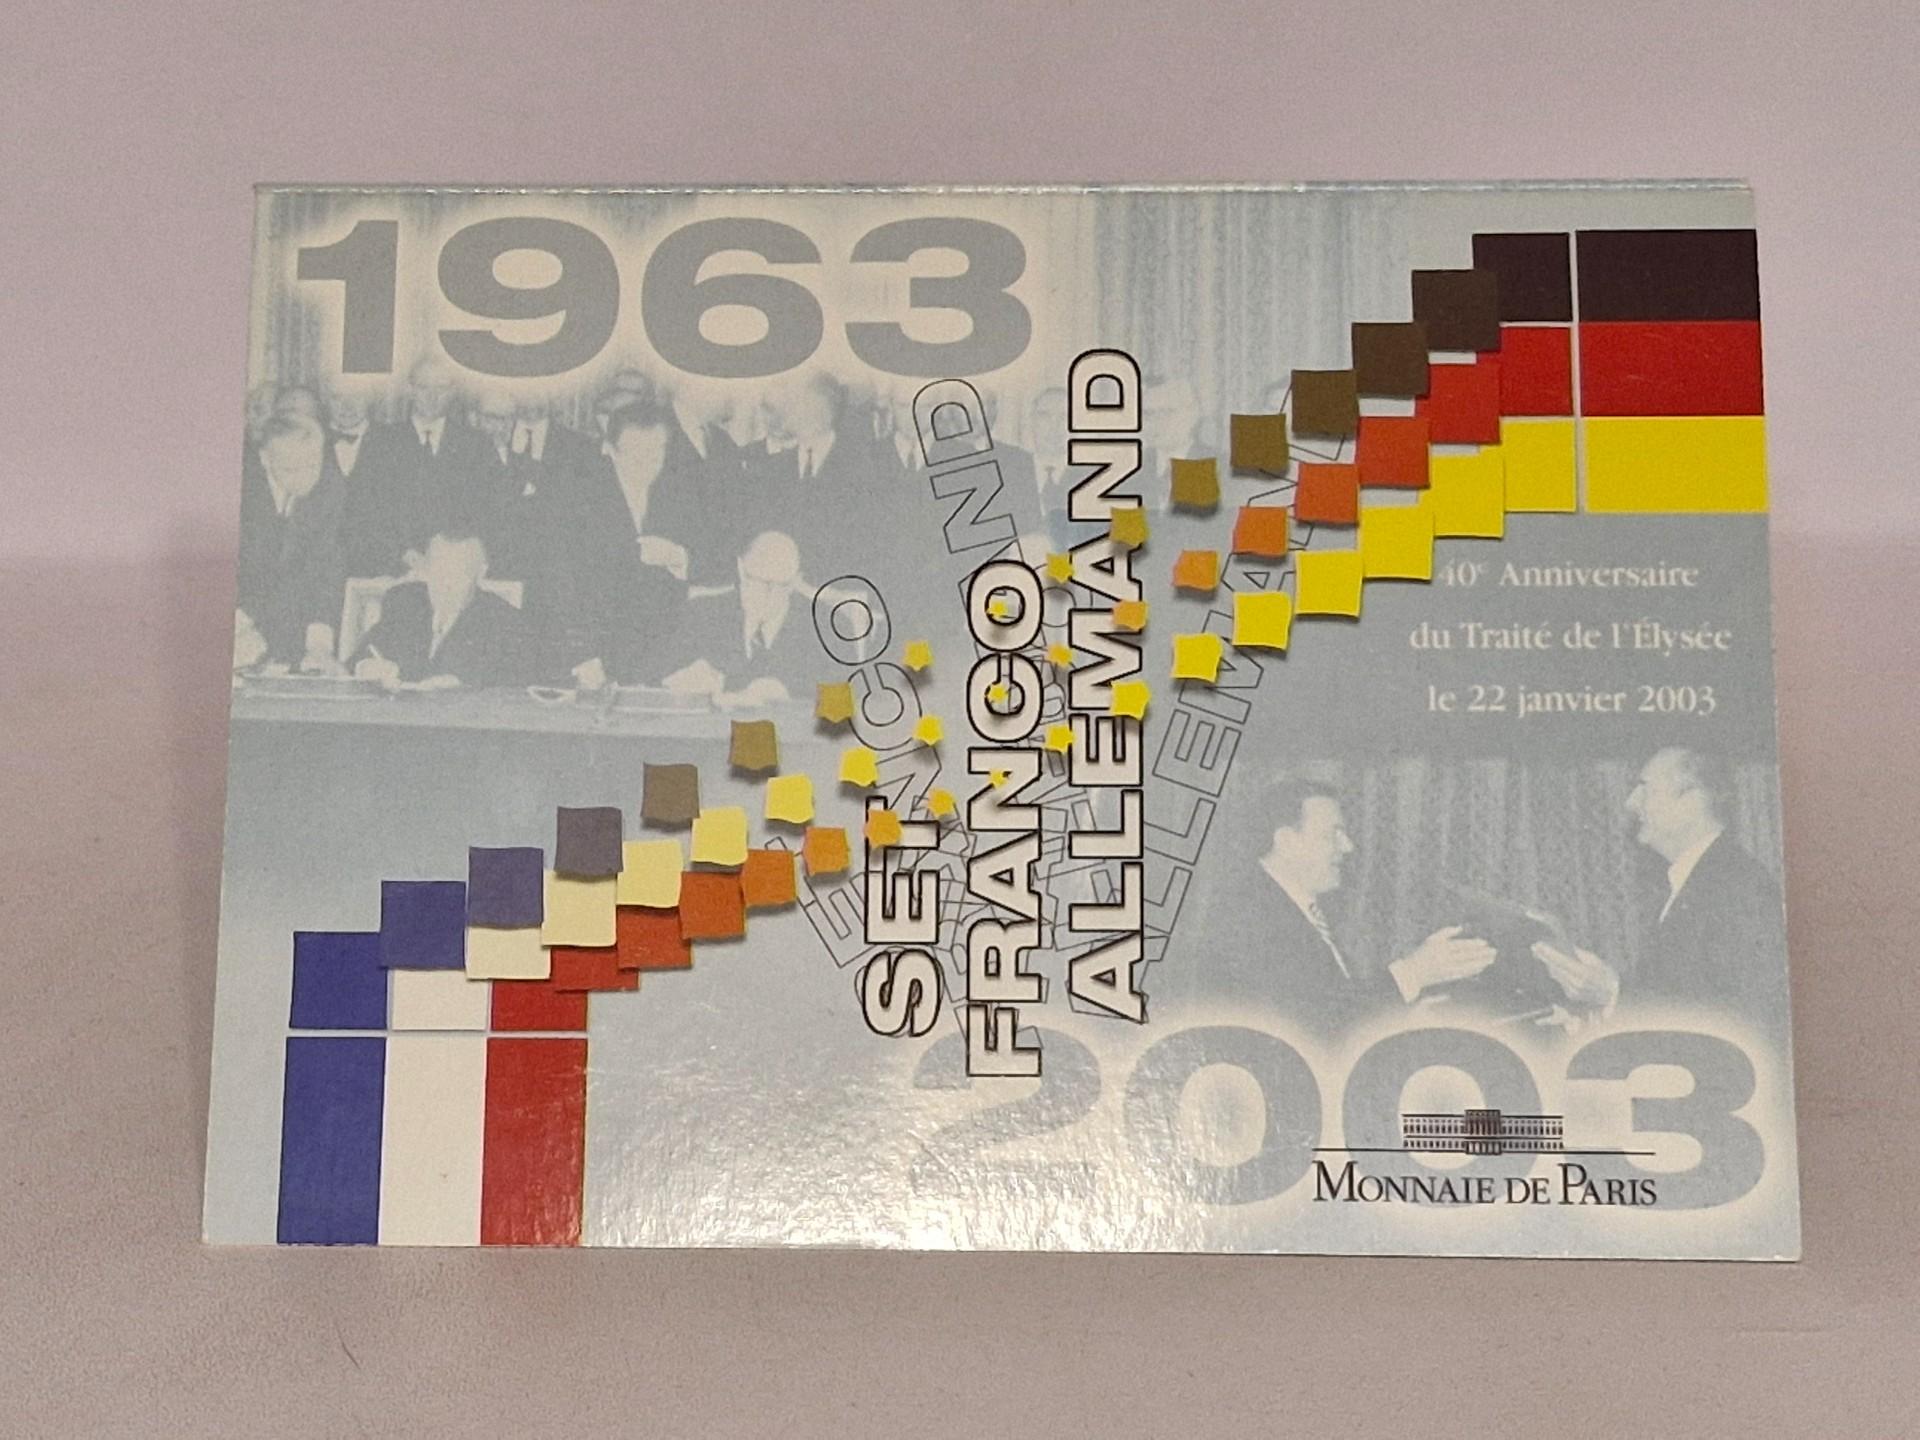 1963
SET
FRANCO
ALLEMAND
40e Anniversaire
du Traité de l'Élysée
le 22 janvier 2003
2003
MONNAIE DE PARIS